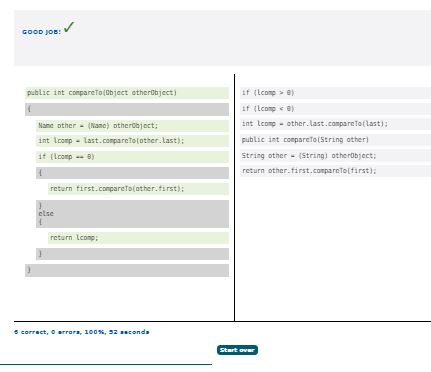 GOOD JOB! ✓
public int compareTo(Object otherObject)
{
Name other = (Name) otherObject;
int lcomp = last.compareTo(other.last);
if (lcomp == 0)
{
return first.compareTo(other.first);
}
else
{
return lcomp;
}
}
if (lcomp > 0)
if (lcomp < 0)
int lcomp = other.last.compareTo(last);
public int compareTo(String other)
String other = (String) otherObject;
return other.first.compareTo(first);
6 correct, 0 errors, 100%, 52 seconds
Start over